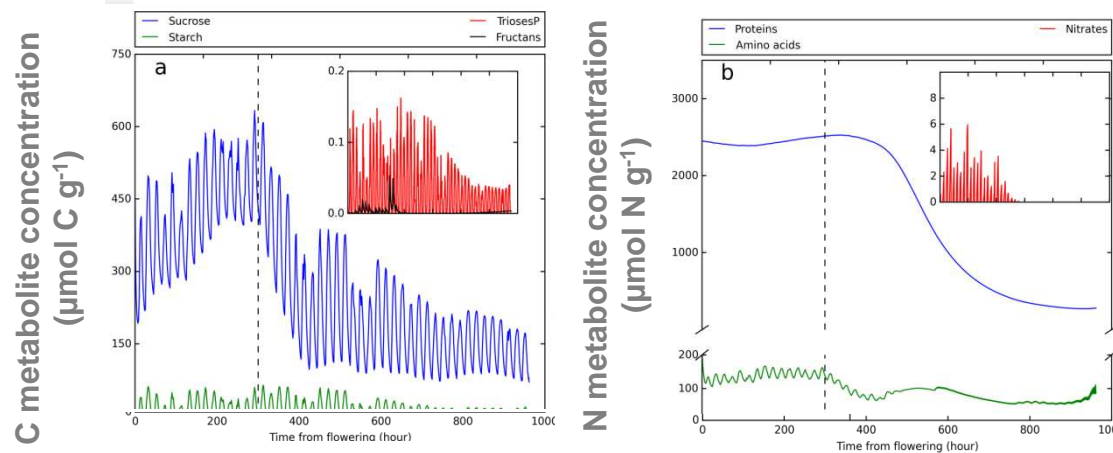 C metabolite concentration
(µmol C g⁻¹)
Sucrose
Starch
TriosesP
Fructans
a
750
600
450
300
150
0
0.2
0.1
0.0
0 200 400 600 800 1000
Time from flowering (hour)
N metabolite concentration
(µmol N g⁻¹)
Proteins
Amino acids
Nitrates
b
3000
2000
1000
200
100
0
8
6
4
2
0
0 200 400 600 800 100
Time from flowering (hour)